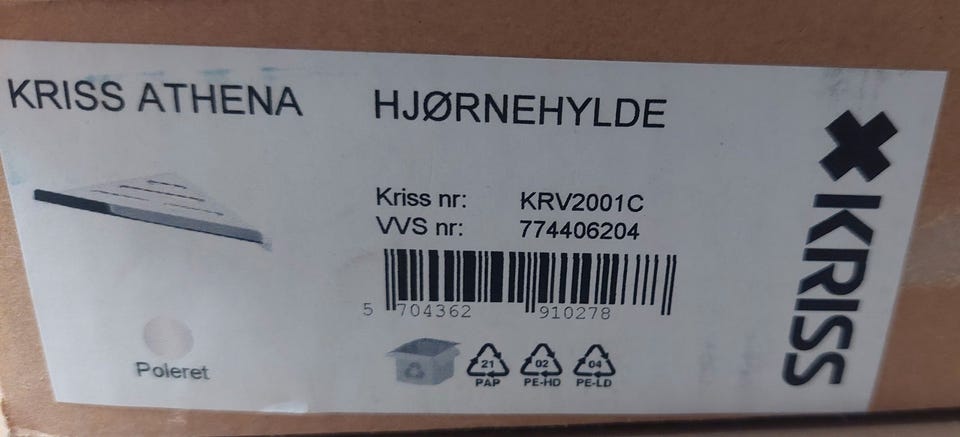 KRISS ATHENA
HJØRNEHYLDE
Kriss nr: KRV2001C
VVS nr: 774406204
5 704362 910278
Poleret
21 02 04
PAP PE-HD PE-LD
KRISS